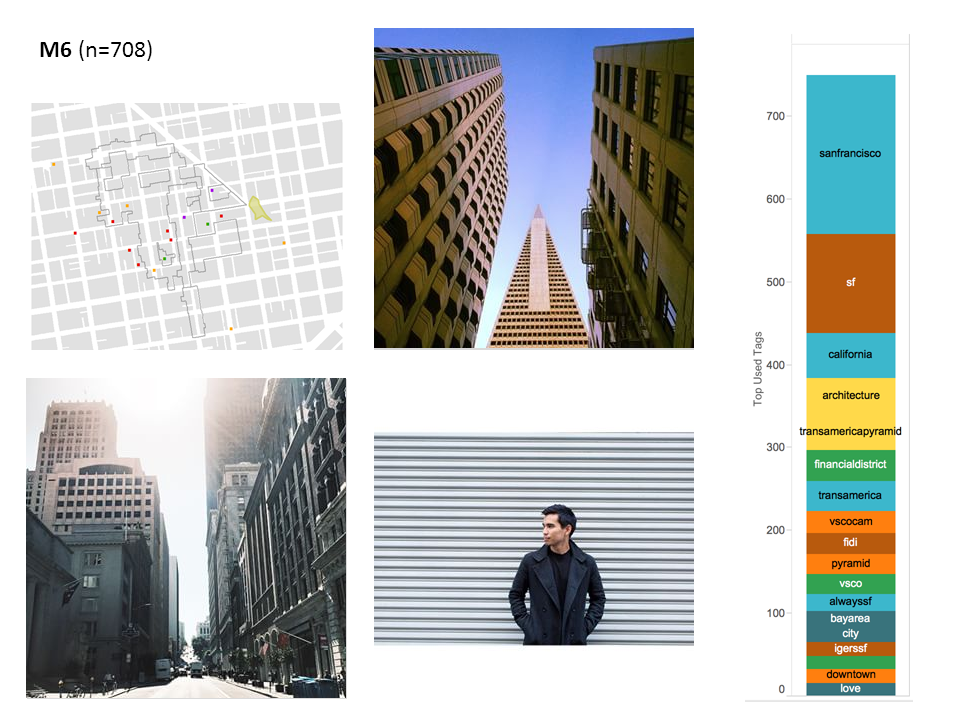 M6 (n=708)
Top Used Tags
700
600
500
400
300
200
100
0
sanfrancisco
sf
california
architecture
transamericapyramid
financialdistrict
transamerica
vscocam
fidi
pyramid
vsco
alwayssf
bayarea
city
igerssf
downtown
love